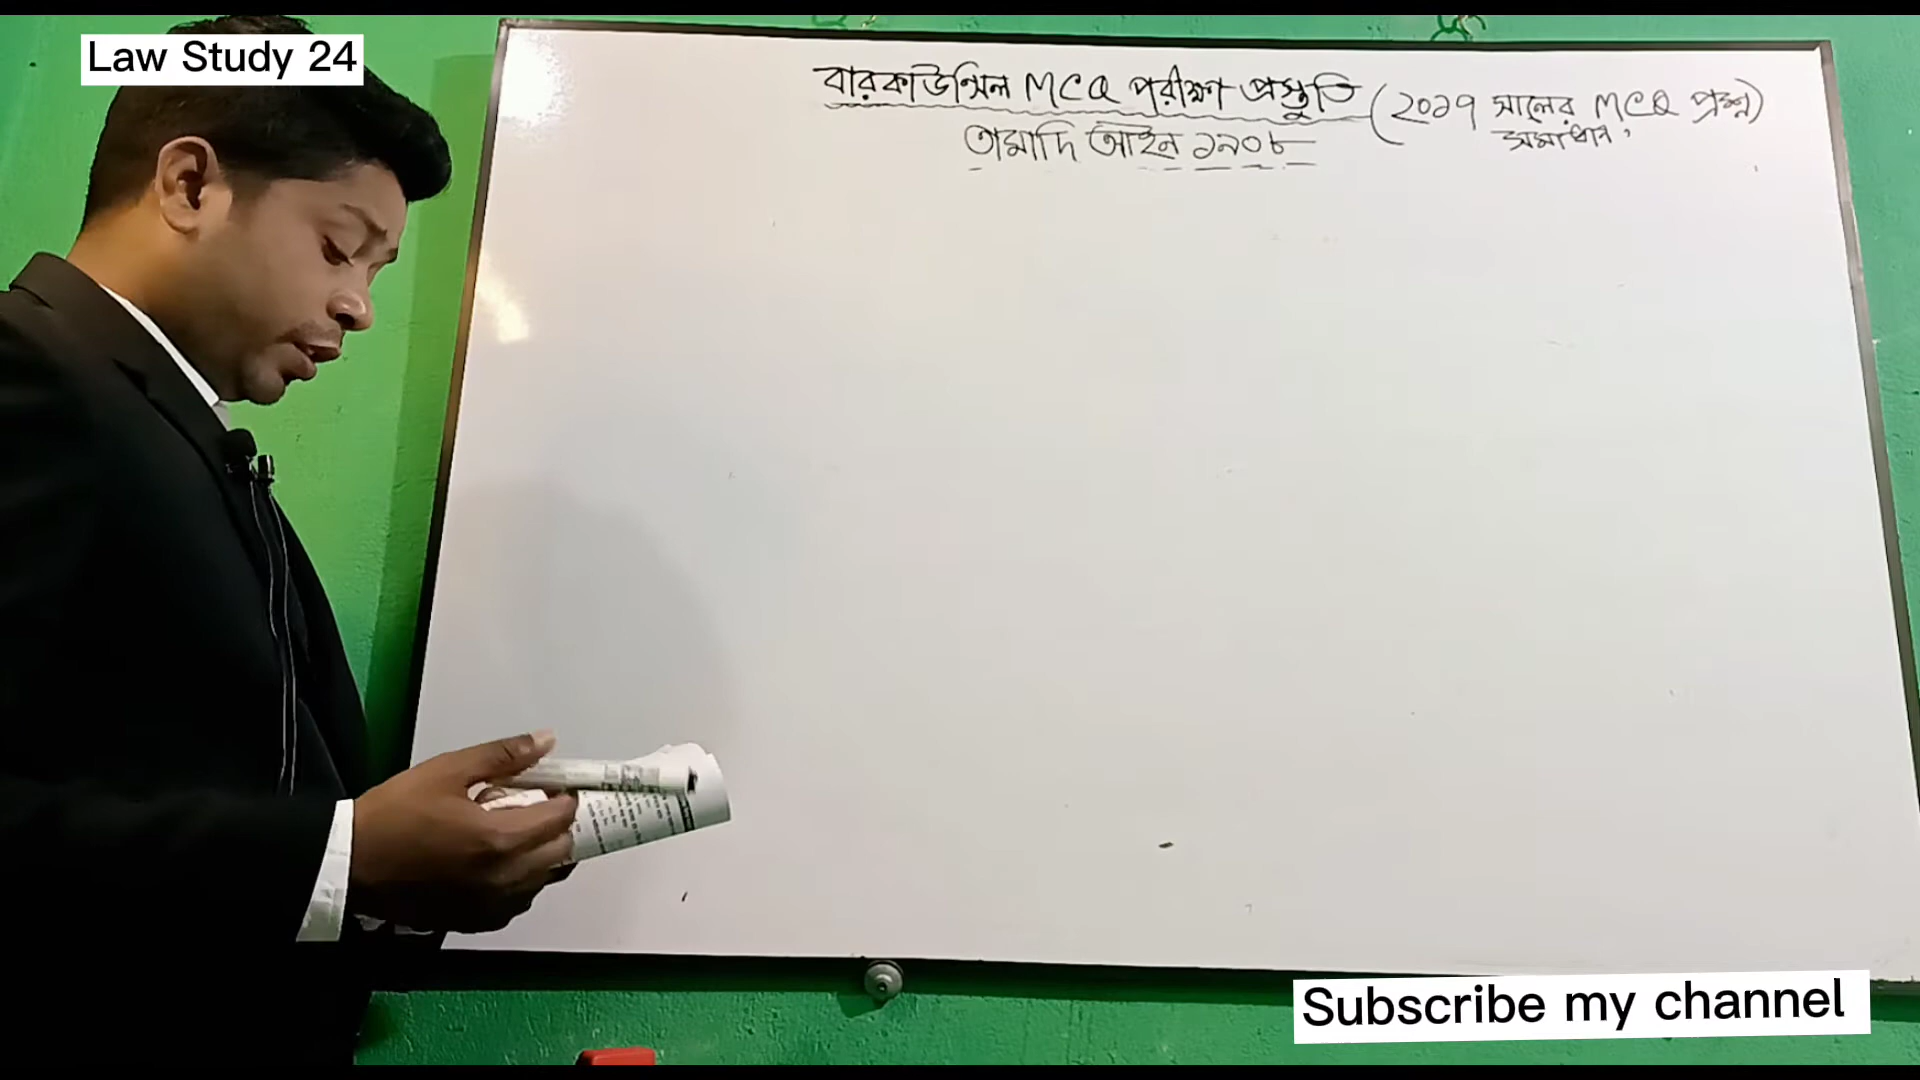 Law Study 24
বারকাউন্সিল MCQ পরীক্ষা প্রস্তুতি (২০১৭ সালের MCQ প্রশ্ন)
সমাধান
তামাদি আইন ১৯০৮
Subscribe my channel